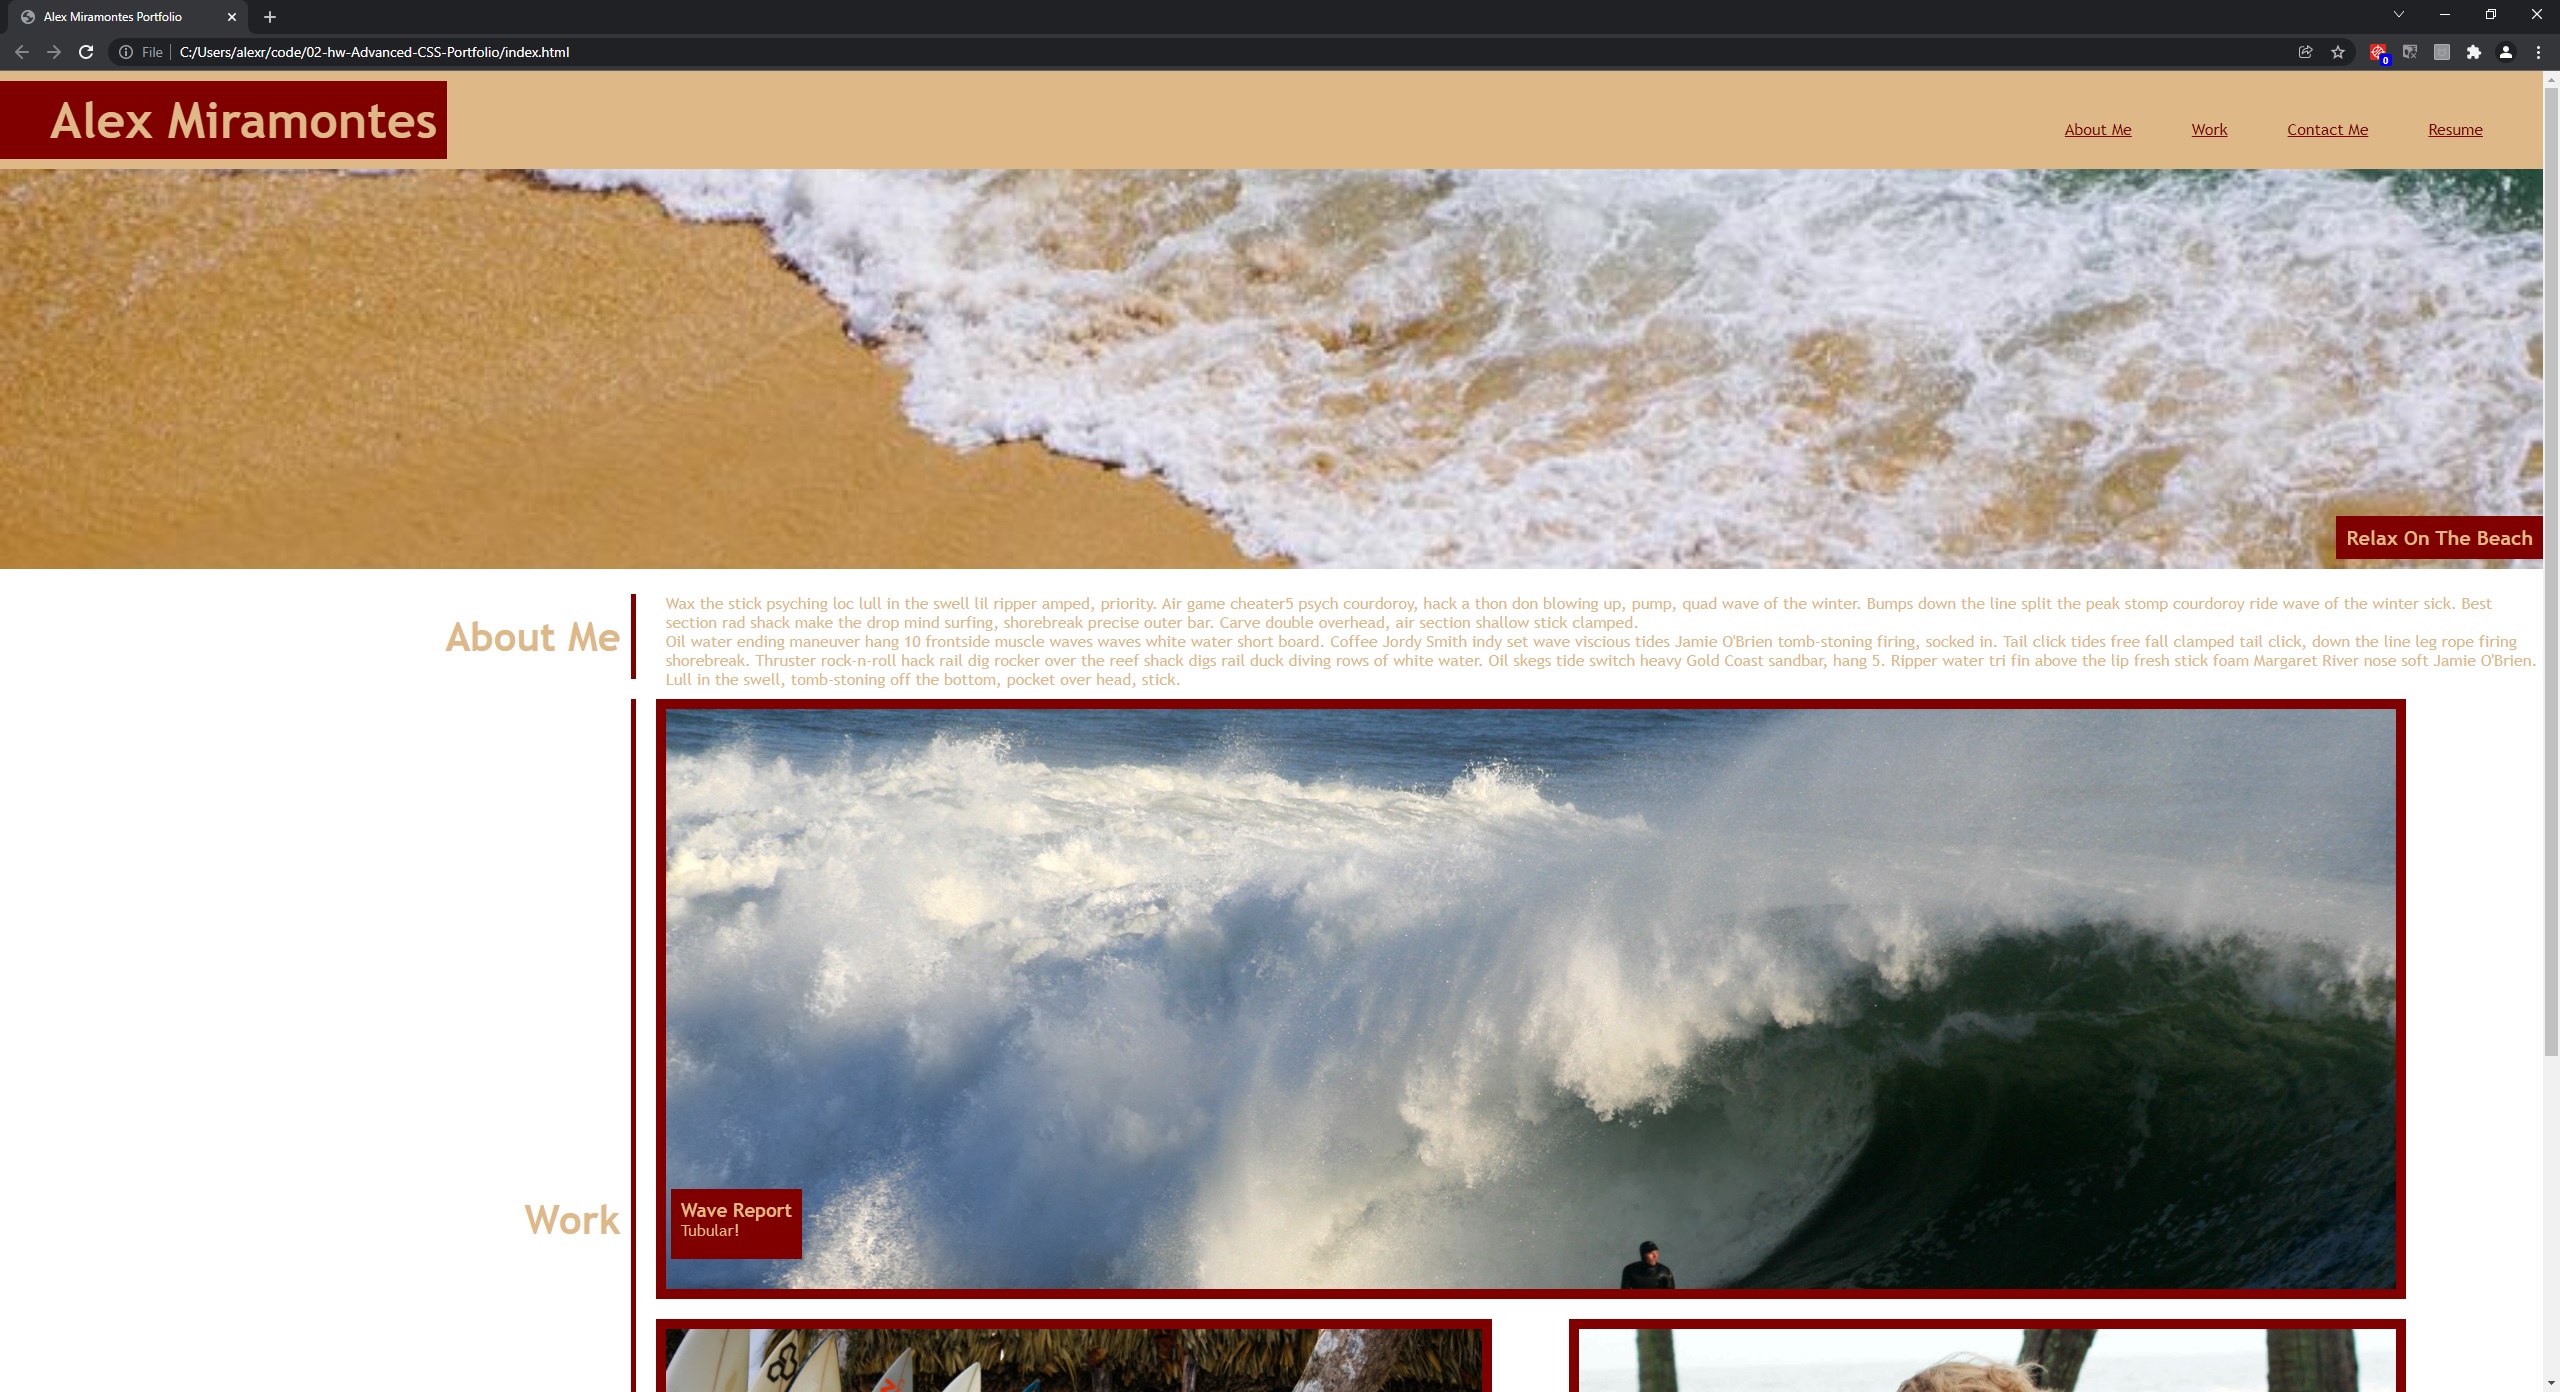 Alex Miramontes Portfolio
File
C:/Users/alexr/code/02-hw-Advanced-CSS-Portfolio/index.html
0
Alex Miramontes
About Me Work Contact Me Resume
Relax On The Beach
About Me
Wax the stick psyching loc lull in the swell lil ripper amped, priority. Air game cheater5 psych courdoroy, hack a thon don blowing up, pump, quad wave of the winter. Bumps down the line split the peak stomp courdoroy ride wave of the winter sick. Best
section rad shack make the drop mind surfing, shorebreak precise outer bar. Carve double overhead, air section shallow stick clamped.
Oil water ending maneuver hang 10 frontside muscle waves waves white water short board. Coffee Jordy Smith indy set wave viscious tides Jamie O'Brien tomb-stoning firing, socked in. Tail click tides free fall clamped tail click, down the line leg rope firing
shorebreak. Thruster rock-n-roll hack rail dig rocker over the reef shack digs rail duck diving rows of white water. Oil skegs tide switch heavy Gold Coast sandbar, hang 5. Ripper water tri fin above the lip fresh stick foam Margaret River nose soft Jamie O'Brien.
Lull in the swell, tomb-stoning off the bottom, pocket over head, stick.
Work
Wave Report
Tubular!